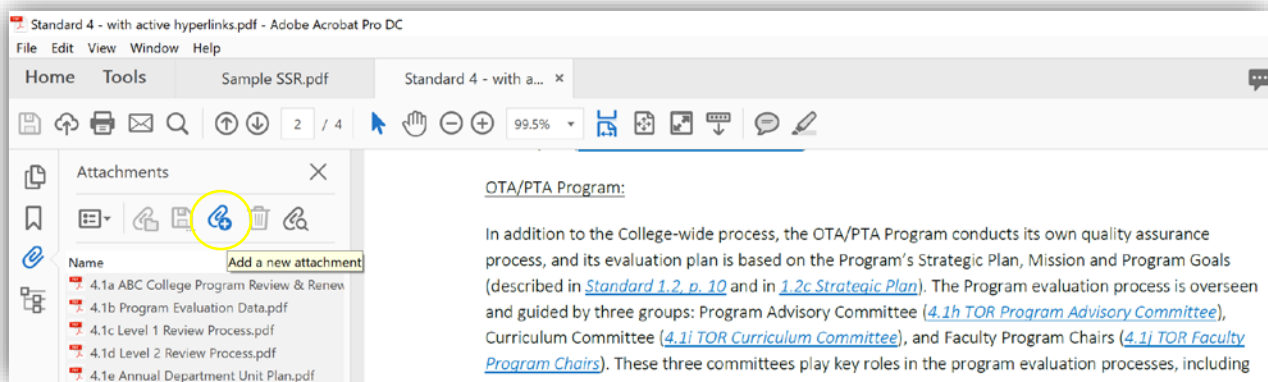 Standard 4 - with active hyperlinks.pdf - Adobe Acrobat Pro DC
File Edit View Window Help
Home Tools Sample SSR.pdf Standard 4 - with a... ×
2 / 4 99.5%
Attachments
Name
Add a new attachment
4.1a ABC College Program Review & Renew
4.1b Program Evaluation Data.pdf
4.1c Level 1 Review Process.pdf
4.1d Level 2 Review Process.pdf
4.1e Annual Department Unit Plan.pdf
OTA/PTA Program:
In addition to the College-wide process, the OTA/PTA Program conducts its own quality assurance
process, and its evaluation plan is based on the Program's Strategic Plan, Mission and Program Goals
(described in Standard 1.2, p. 10 and in 1.2c Strategic Plan). The Program evaluation process is overseen
and guided by three groups: Program Advisory Committee (4.1h TOR Program Advisory Committee),
Curriculum Committee (4.1i TOR Curriculum Committee), and Faculty Program Chairs (4.1j TOR Faculty
Program Chairs). These three committees play key roles in the program evaluation processes, including